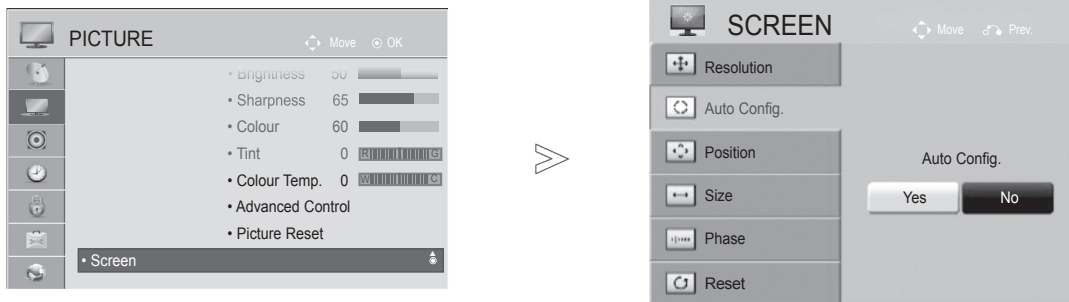 PICTURE
Move OK
• Brightness 50
• Sharpness 65
• Colour 60
• Tint 0 R G
• Colour Temp. 0 W C
• Advanced Control
• Picture Reset
• Screen
SCREEN
Move Prev.
Resolution
Auto Config.
Position
Size
Phase
Reset
Auto Config.
Yes No